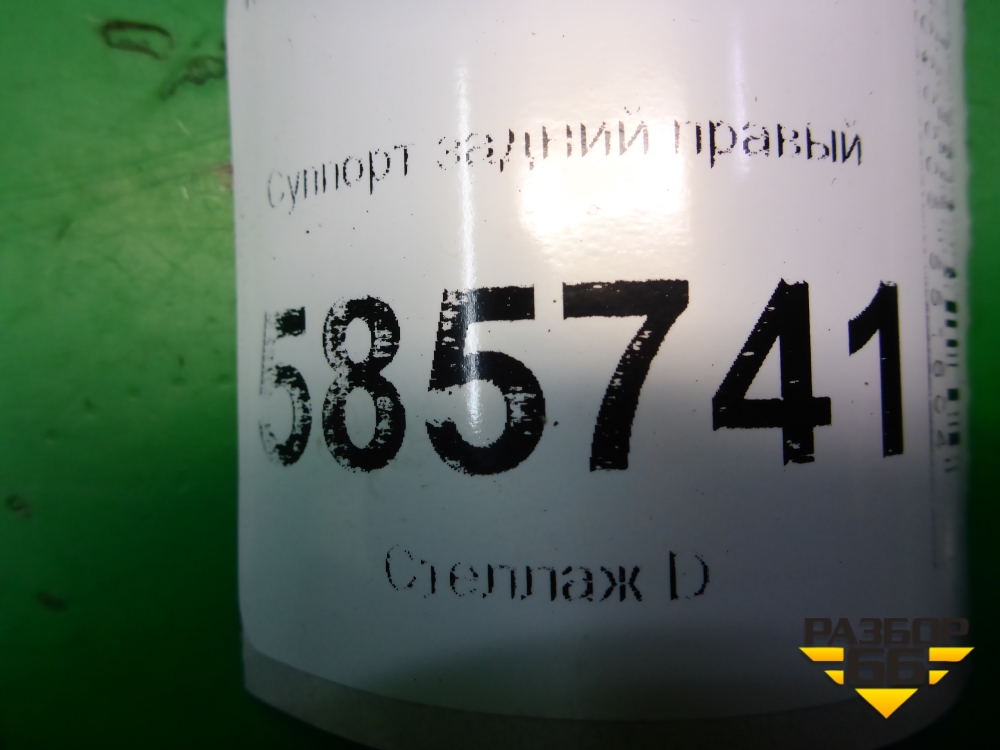 Суппорт задний правый
585741
Стеллаж D
РАЗБОР
66